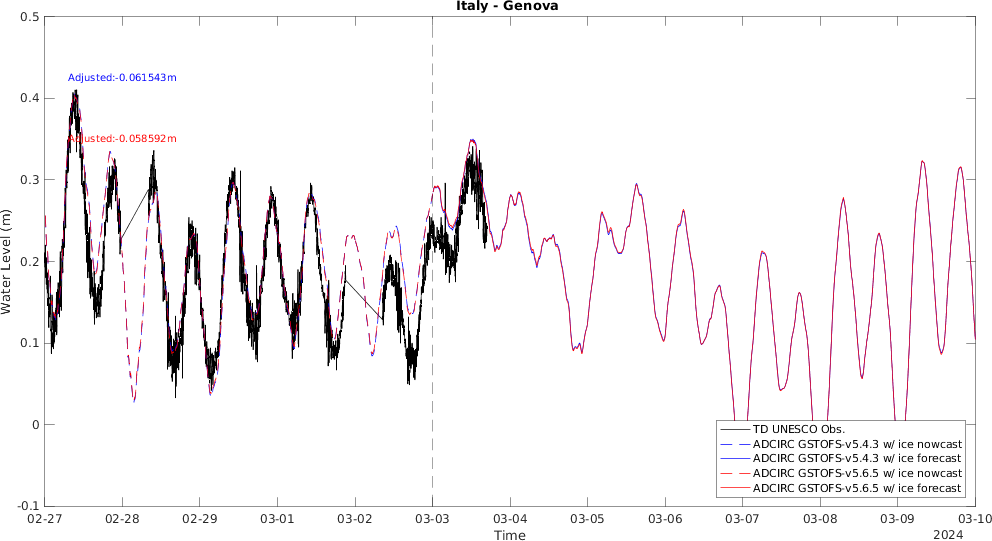 Italy - Genova
Adjusted:-0.061543m
Adjusted:-0.058592m
Water Level (m)
0.5
0.4
0.3
0.2
0.1
0
-0.1
02-27
02-28
02-29
03-01
03-02
03-03
03-04
03-05
03-06
03-07
03-08
03-09
03-10
Time
2024
TD UNESCO Obs.
ADCIRC GSTOFS-v5.4.3 w/ ice nowcast
ADCIRC GSTOFS-v5.4.3 w/ ice forecast
ADCIRC GSTOFS-v5.6.5 w/ ice nowcast
ADCIRC GSTOFS-v5.6.5 w/ ice forecast